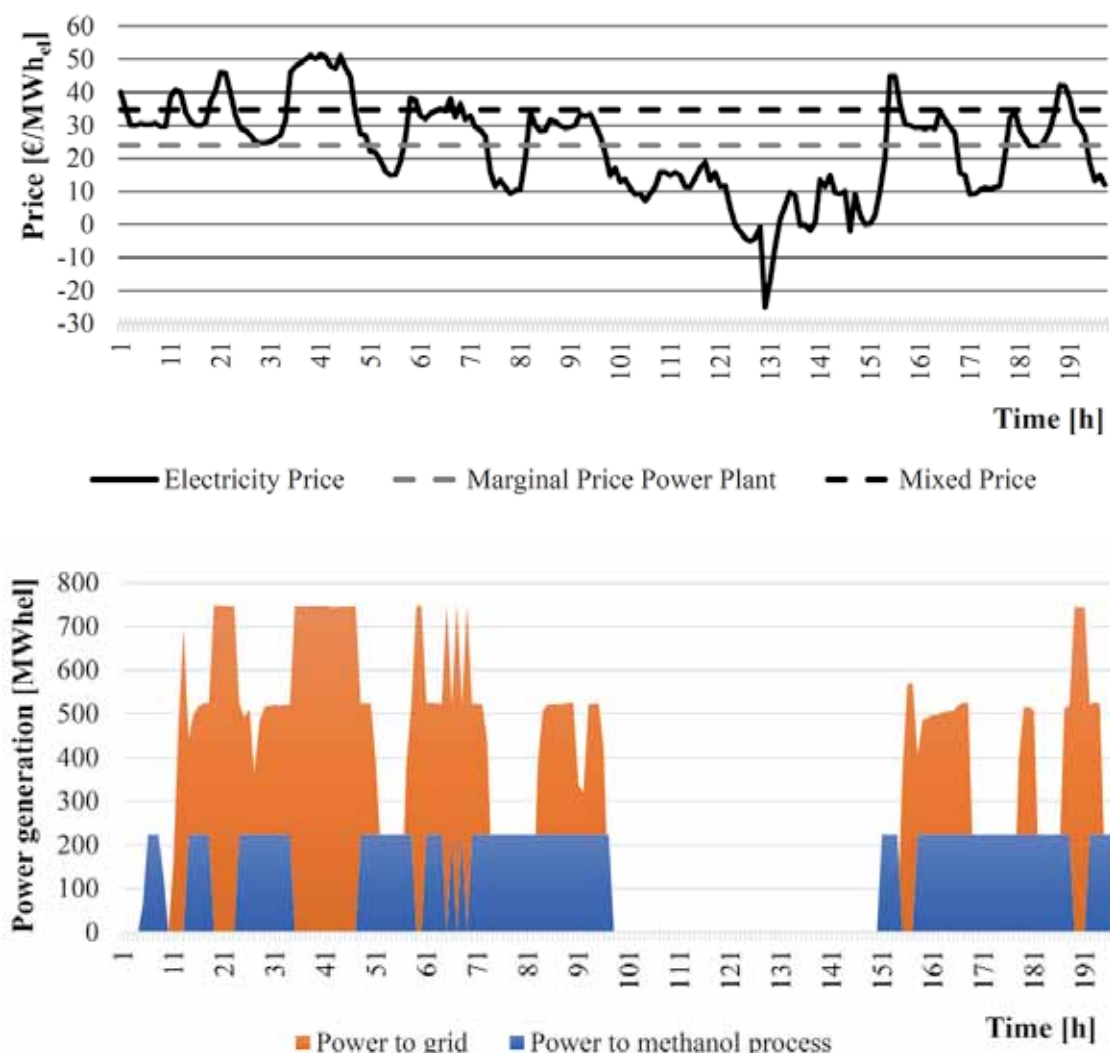 Price [€/MWh_el]
60
50
40
30
20
10
0
-10
-20
-30
1 11 21 31 41 51 61 71 81 91 101 111 121 131 141 151 161 171 181 191
Time [h]
Electricity Price Marginal Price Power Plant Mixed Price
Power generation [MWhel]
800
700
600
500
400
300
200
100
0
1 11 21 31 41 51 61 71 81 91 101 111 121 131 141 151 161 171 181 191
Time [h]
Power to grid Power to methanol process